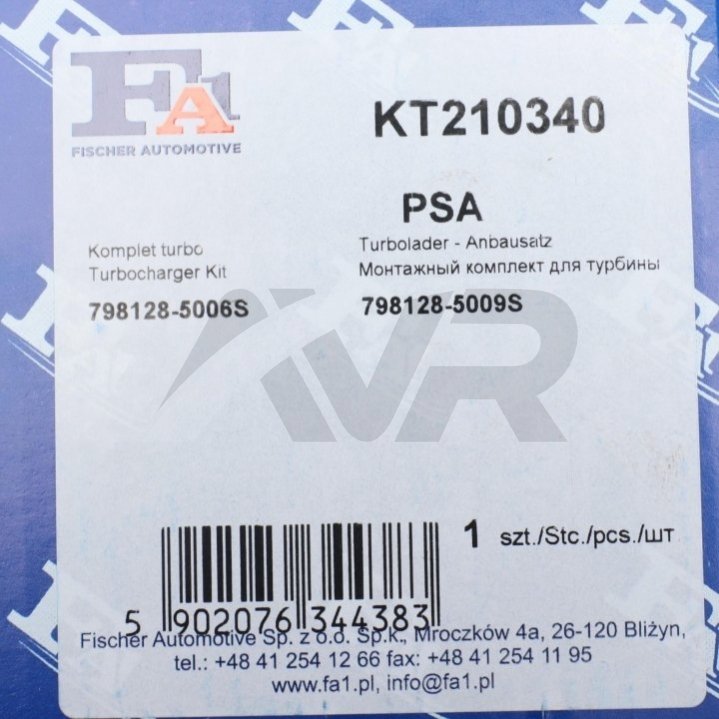 FA1
FISCHER AUTOMOTIVE
KT210340
PSA
Komplet turbo
Turbocharger Kit
Turbolader - Anbausatz
Монтажный комплект для турбины
798128-5006S
798128-5009S
AVR
1 szt./Stc./pcs./шт
5 902076 344383
Fischer Automotive Sp. z o.o. Sp.k., Mroczków 4a, 26-120 Bliżyn,
tel.: +48 41 254 12 66 fax: +48 41 254 11 95
www.fa1.pl, info@fa1.pl